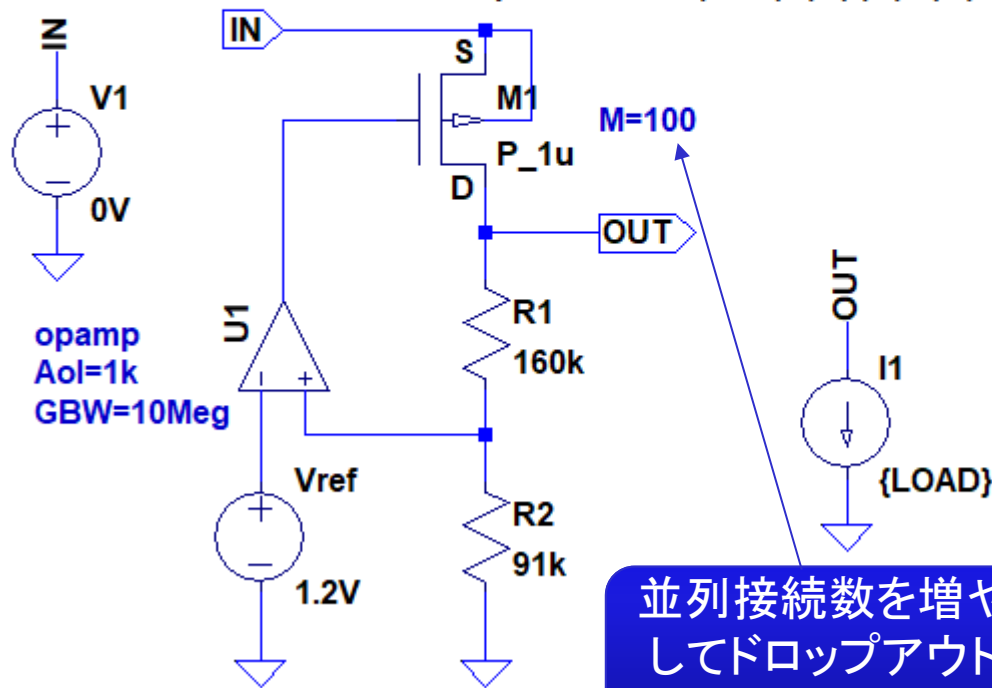 IN
V1
0V
IN
S
M1
P_1u
D
M=100
OUT
U1
opamp
Aol=1k
GBW=10Meg
R1
160k
OUT
I1
{LOAD}
Vref
1.2V
R2
91k
並列接続数を増や
してドロップアウト